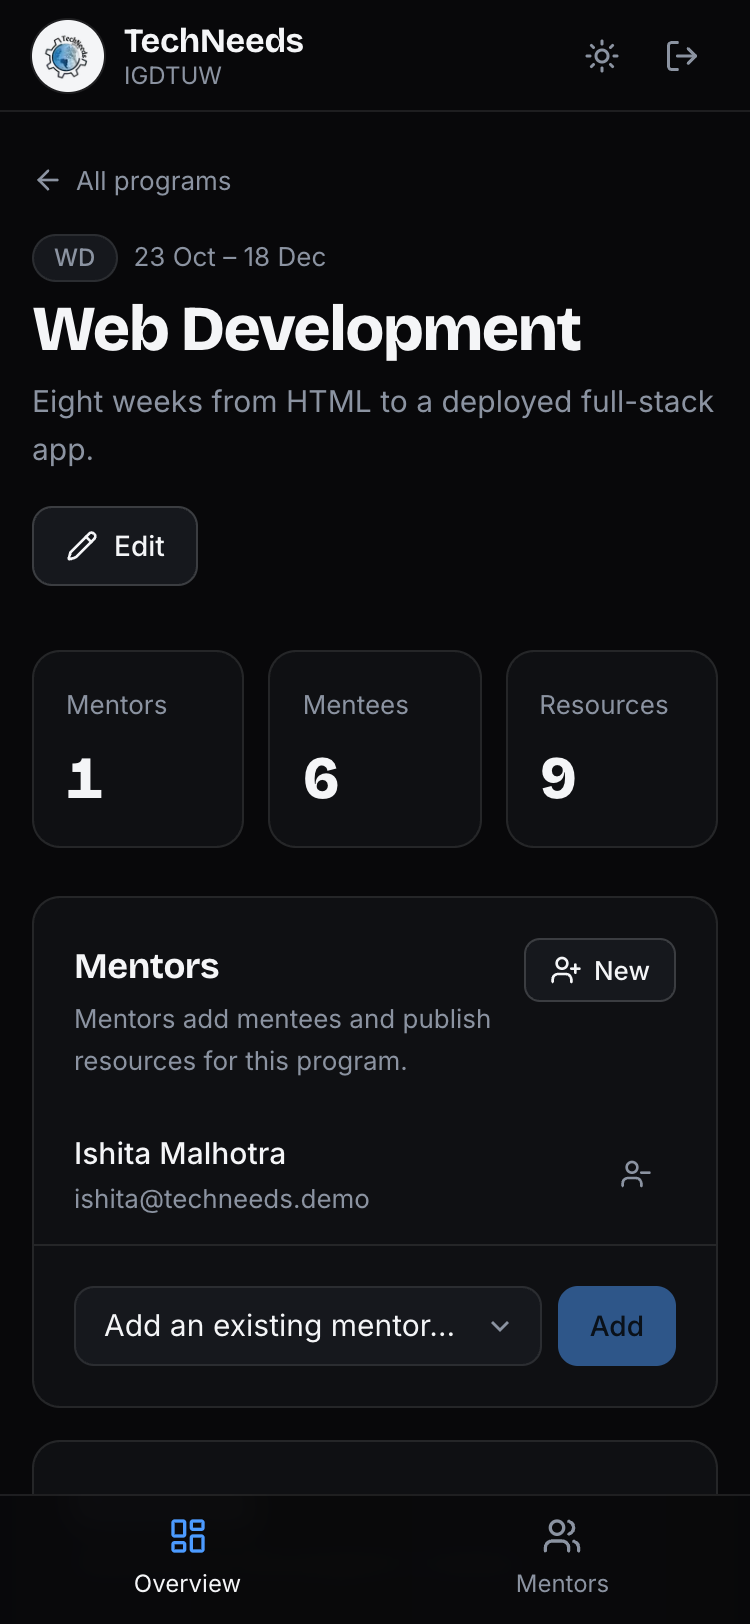 TechNeeds
TechNeeds
IGDTUW
All programs
WD
23 Oct – 18 Dec
Web Development
Eight weeks from HTML to a deployed full-stack
app.
Edit
Mentors
Mentees
Resources
1
6
9
Mentors
New
Mentors add mentees and publish
resources for this program.
Ishita Malhotra
ishita@techneeds.demo
Add an existing mentor...
Add
Overview
Mentors